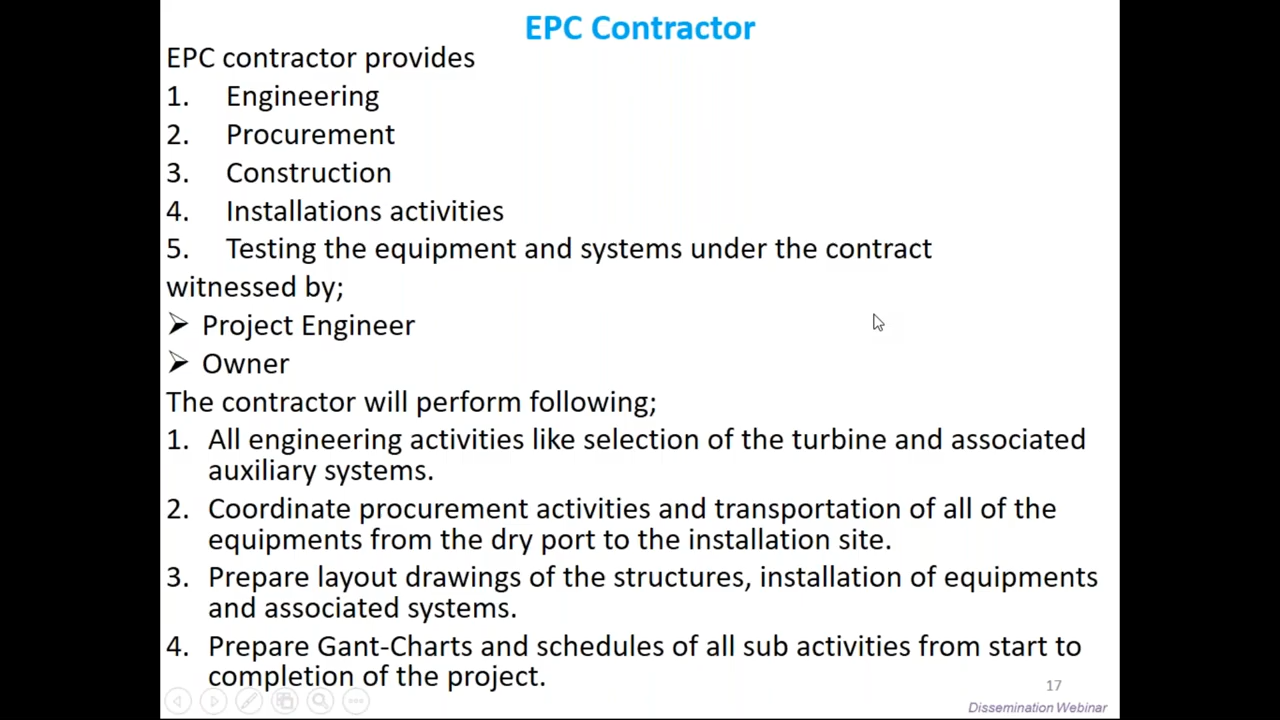 EPC Contractor
EPC contractor provides
1. Engineering
2. Procurement
3. Construction
4. Installations activities
5. Testing the equipment and systems under the contract
witnessed by;
➢ Project Engineer
➢ Owner
The contractor will perform following;
1. All engineering activities like selection of the turbine and associated
auxiliary systems.
2. Coordinate procurement activities and transportation of all of the
equipments from the dry port to the installation site.
3. Prepare layout drawings of the structures, installation of equipments
and associated systems.
4. Prepare Gant-Charts and schedules of all sub activities from start to
completion of the project.
17
Dissemination Webinar